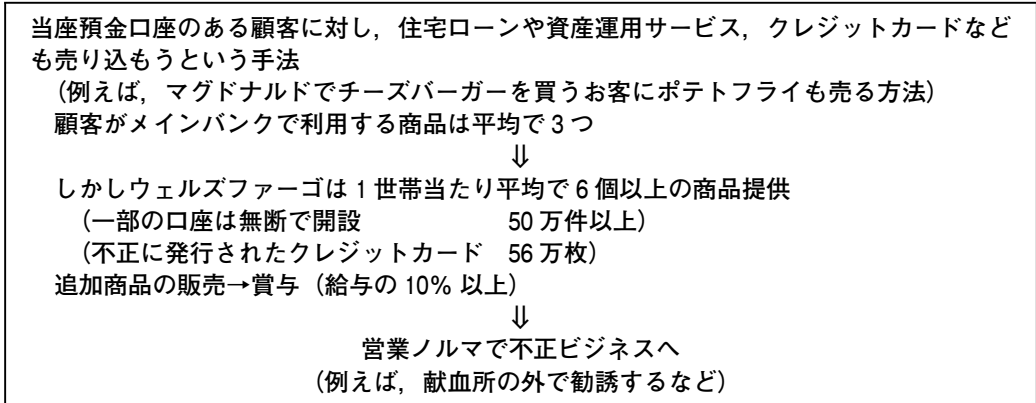 当座預金口座のある顧客に対し，住宅ローンや資産運用サービス，クレジットカードなど
も売り込もうという手法
（例えば，マグドナルドでチーズバーガーを買うお客にポテトフライも売る方法）
顧客がメインバンクで利用する商品は平均で3つ
⇓
しかしウェルズファーゴは1世帯当たり平均で6個以上の商品提供
（一部の口座は無断で開設　　　　　50万件以上）
（不正に発行されたクレジットカード　56万枚）
追加商品の販売→賞与（給与の10％以上）
⇓
営業ノルマで不正ビジネスへ
（例えば，献血所の外で勧誘するなど）